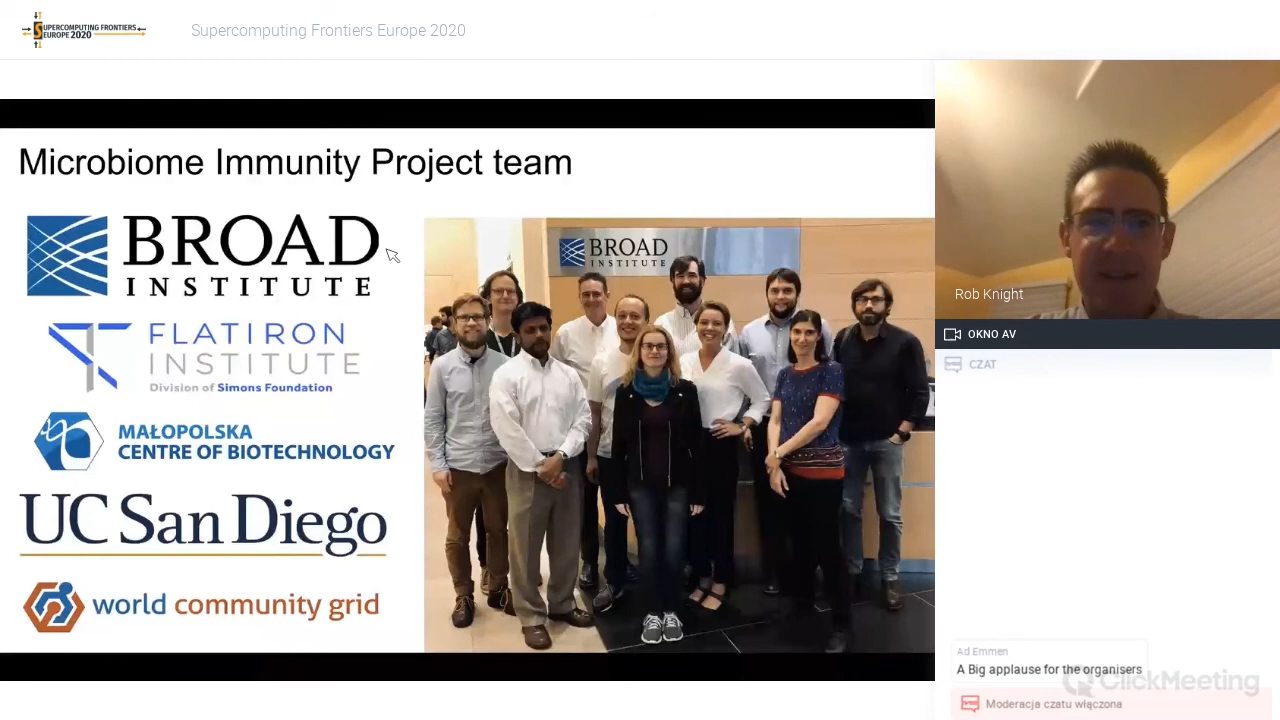 SUPERCOMPUTING FRONTIERS
EUROPE 2020
Supercomputing Frontiers Europe 2020
Microbiome Immunity Project team
BROAD
INSTITUTE
FLATIRON
INSTITUTE
Division of Simons Foundation
MAŁOPOLSKA
CENTRE OF BIOTECHNOLOGY
UC San Diego
world community grid
BROAD
INSTITUTE
Rob Knight
OKNO AV
CZAT
Ad Emmen
A Big applause for the organisers
ClickMeeting
Moderacja czatu włączona